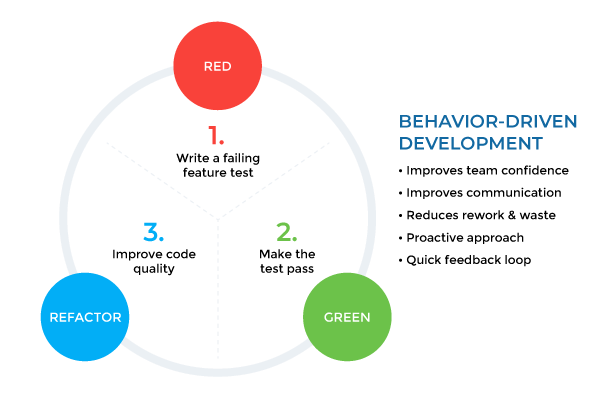 RED
1.
Write a failing
feature test
3.
Improve code
quality
2.
Make the
test pass
REFACTOR
GREEN
BEHAVIOR-DRIVEN
DEVELOPMENT
• Improves team confidence
• Improves communication
• Reduces rework & waste
• Proactive approach
• Quick feedback loop